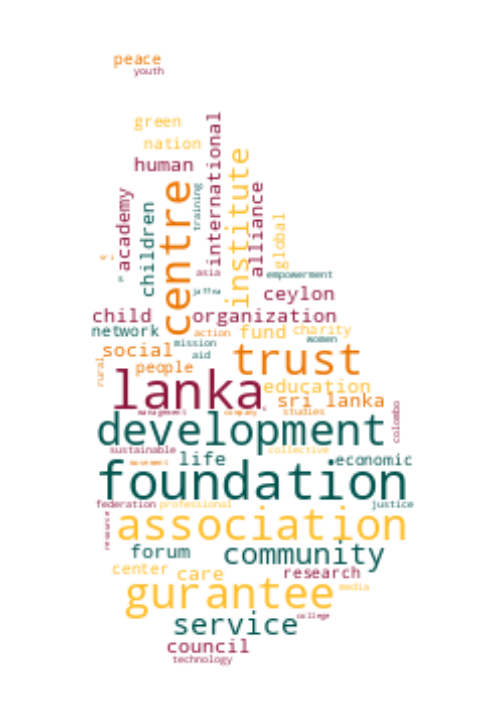 peace
youth
green
nation
human
international
institute
centre
training
academy
children
alliance
global
asia
empowerment
jaffna
ceylon
child
organization
network
action
fund
charity
women
mission
social
aid
trust
rural
people
lanka
education
sri lanka
management
company
studies
colombo
development
sustainable
collective
life
movement
economic
foundation
federation
professional
justice
resource
association
forum
community
center
care
research
gurantee
media
college
service
council
technology